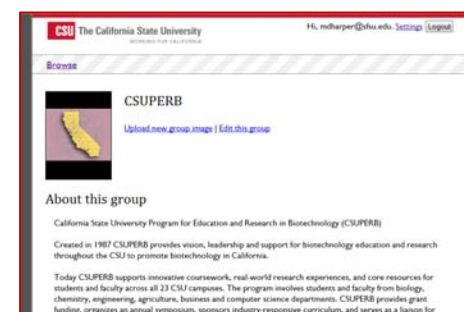 CSU The California State University
WORKING FOR CALIFORNIA
Hi, mdharper@shu.edu. Settings Logout
Browse
CSUPERB
Upload new group image | Edit this group
About this group
California State University Program for Education and Research in Biotechnology (CSUPERB)
Created in 1987 CSUPERB provides vision, leadership and support for biotechnology education and research
throughout the CSU to promote biotechnology in California.
Today CSUPERB supports innovative coursework, real-world research experiences, and core resources for
students and faculty across all 23 CSU campuses. The program involves students and faculty from biology,
chemistry, engineering, agriculture, business and computer science departments. CSUPERB provides grant
funding, organizes an annual symposium, sponsors industry-responsive curriculum, and serves as a liaison for